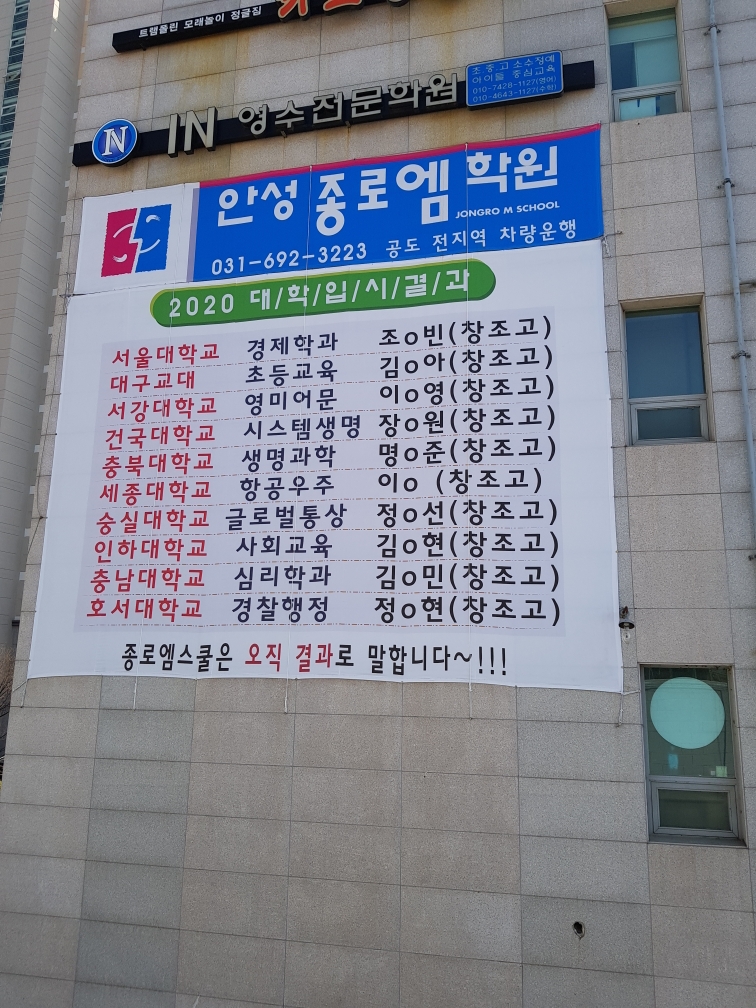 트램플린 모래놀이 정글짐
N IN 영수전문학원
초.중.고 소수정예
아이들 중심교육
010-7428-1127(영어)
010-4643-1127(수학)
안성 종로엠학원
JONGRO M SCHOOL
031-692-3223 공도 전지역 차량운행
2020 대/학/입/시/결/과
서울대학교 경제학과 조o빈(창조고)
대구교대 초등교육 김o아(창조고)
서강대학교 영미어문 이o영(창조고)
건국대학교 시스템생명 장o원(창조고)
충북대학교 생명과학 명o준(창조고)
세종대학교 항공우주 이o (창조고)
숭실대학교 글로벌통상 정o선(창조고)
인하대학교 사회교육 김o현(창조고)
충남대학교 심리학과 김o민(창조고)
호서대학교 경찰행정 정o현(창조고)
종로엠스쿨은 오직 결과로 말합니다~!!!